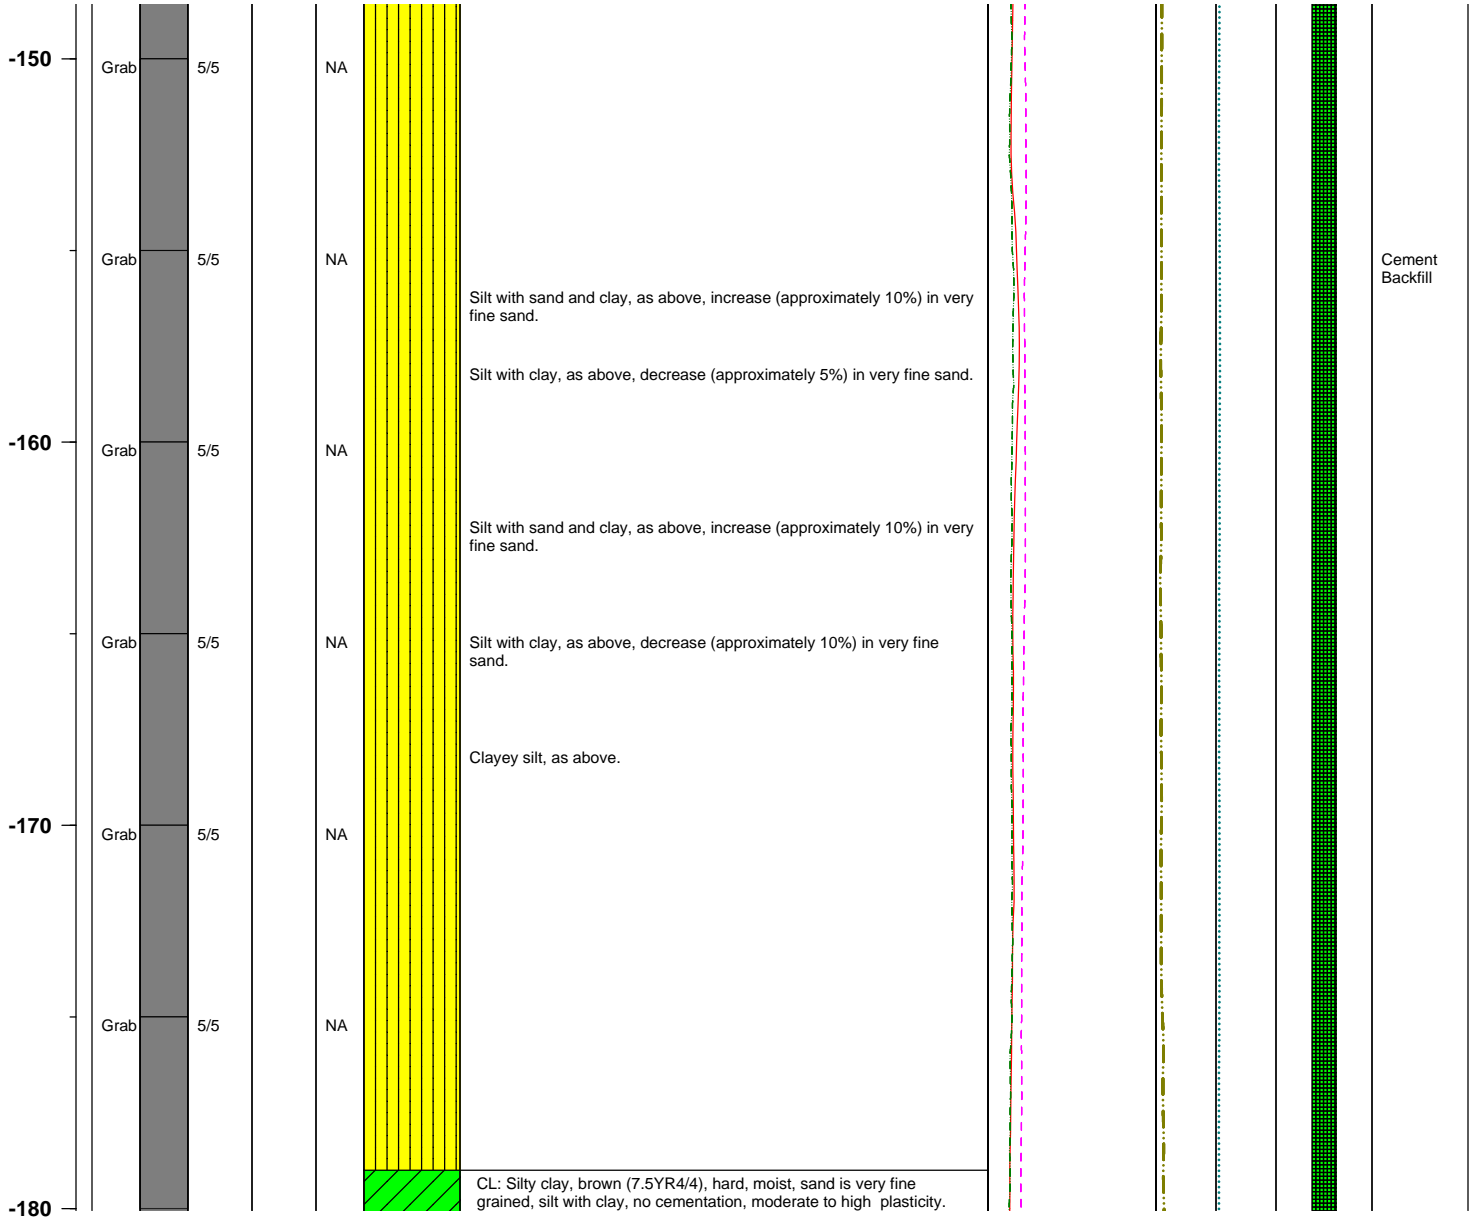 -150
Grab 5/5 NA
Grab 5/5 NA
Cement
Backfill
Silt with sand and clay, as above, increase (approximately 10%) in very
fine sand.
Silt with clay, as above, decrease (approximately 5%) in very fine sand.
-160
Grab 5/5 NA
Silt with sand and clay, as above, increase (approximately 10%) in very
fine sand.
Grab 5/5 NA
Silt with clay, as above, decrease (approximately 10%) in very fine
sand.
Clayey silt, as above.
-170
Grab 5/5 NA
Grab 5/5 NA
CL: Silty clay, brown (7.5YR4/4), hard, moist, sand is very fine
grained, silt with clay, no cementation, moderate to high plasticity.
-180